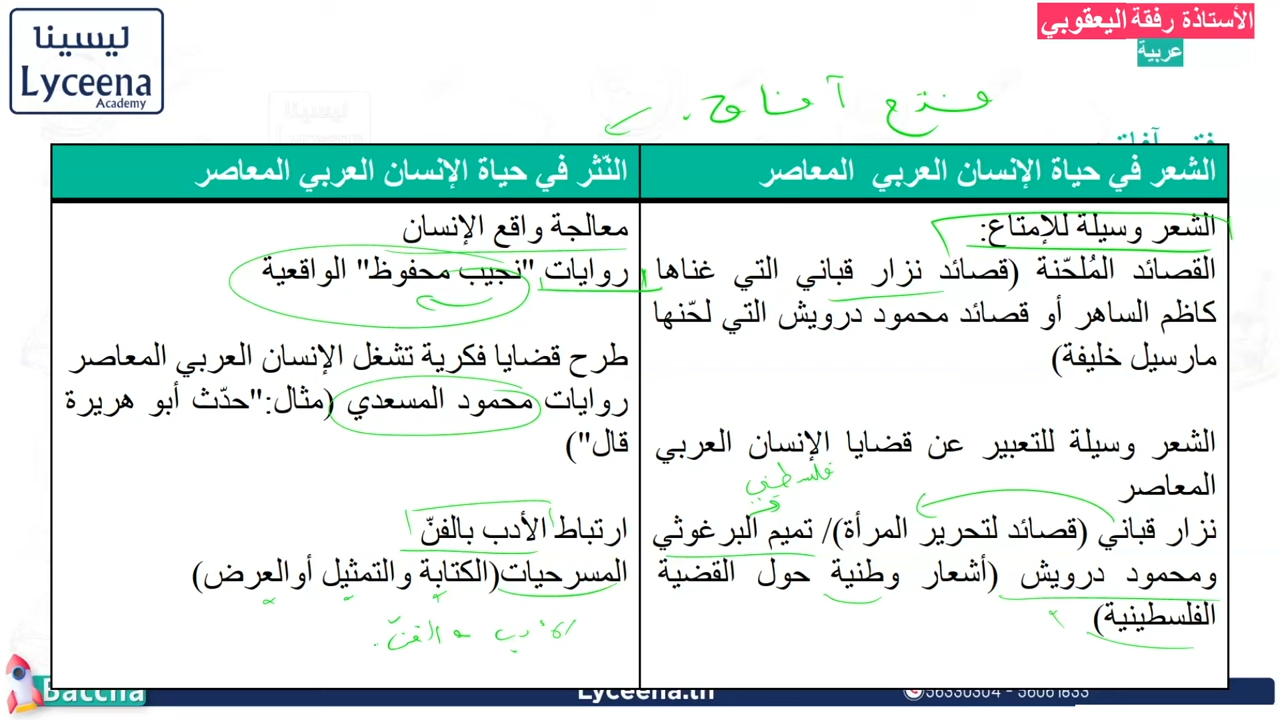 ليسينا
Lyceena
Academy
الأستاذة رفقة اليعقوبي
عربية
فتح آفاق.
الشعر في حياة الإنسان العربي المعاصر
الشعر وسيلة للإمتاع:
القصائد المُلحّنة (قصائد نزار قباني التي غناها
كاظم الساهر أو قصائد محمود درويش التي لحّنها
مارسيل خليفة)
الشعر وسيلة للتعبير عن قضايا الإنسان العربي
المعاصر
فلسطيني
نزار قباني (قصائد لتحرير المرأة)/ تميم البرغوثي
ومحمود درويش (أشعار وطنية حول القضية
الفلسطينية)
النّثر في حياة الإنسان العربي المعاصر
معالجة واقع الإنسان
روايات "نجيب محفوظ" الواقعية
طرح قضايا فكرية تشغل الإنسان العربي المعاصر
روايات محمود المسعدي (مثال:"حدّث أبو هريرة
قال")
ارتباط الأدب بالفنّ
المسرحيات(الكتابة والتمثيل أوالعرض)
الأدب والفنّ.
Baccha
Lyceena.tn
56330304 - 56061833